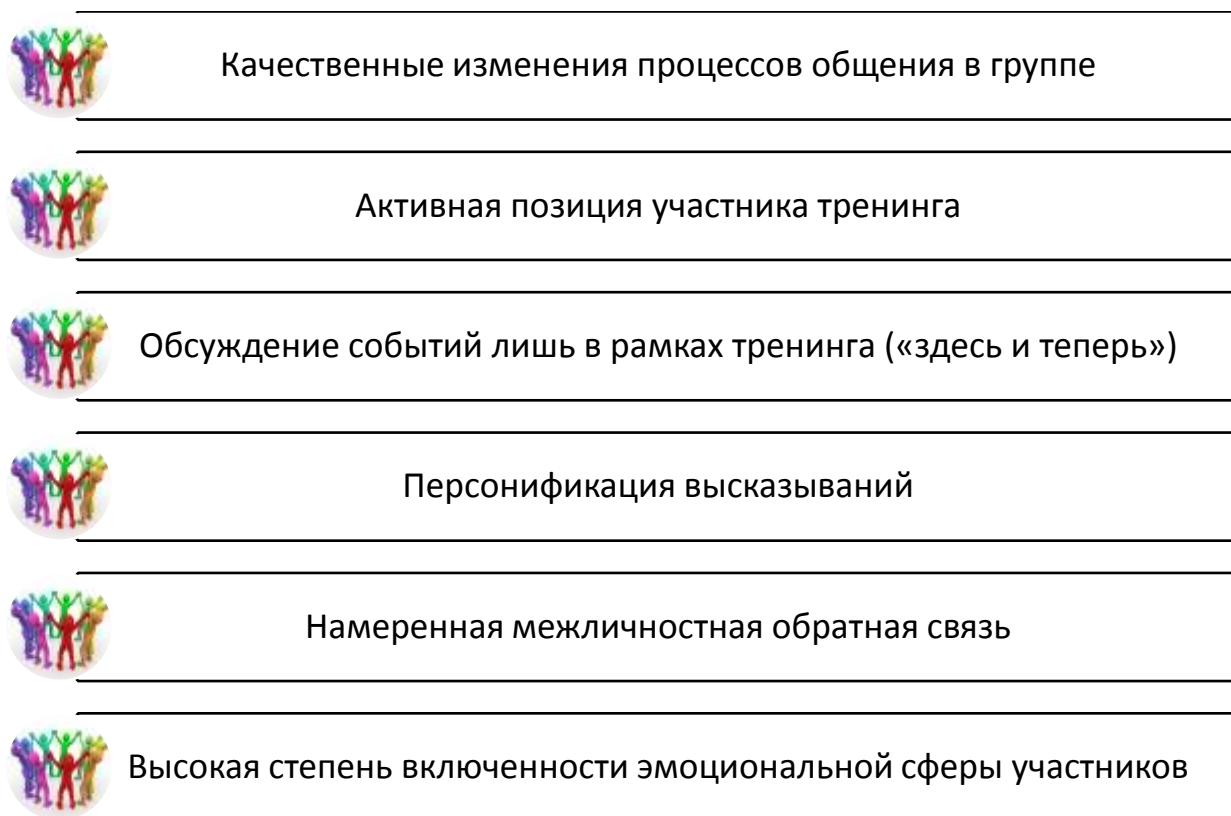 Качественные изменения процессов общения в группе
Активная позиция участника тренинга
Обсуждение событий лишь в рамках тренинга («здесь и теперь»)
Персонификация высказываний
Намеренная межличностная обратная связь
Высокая степень включенности эмоциональной сферы участников